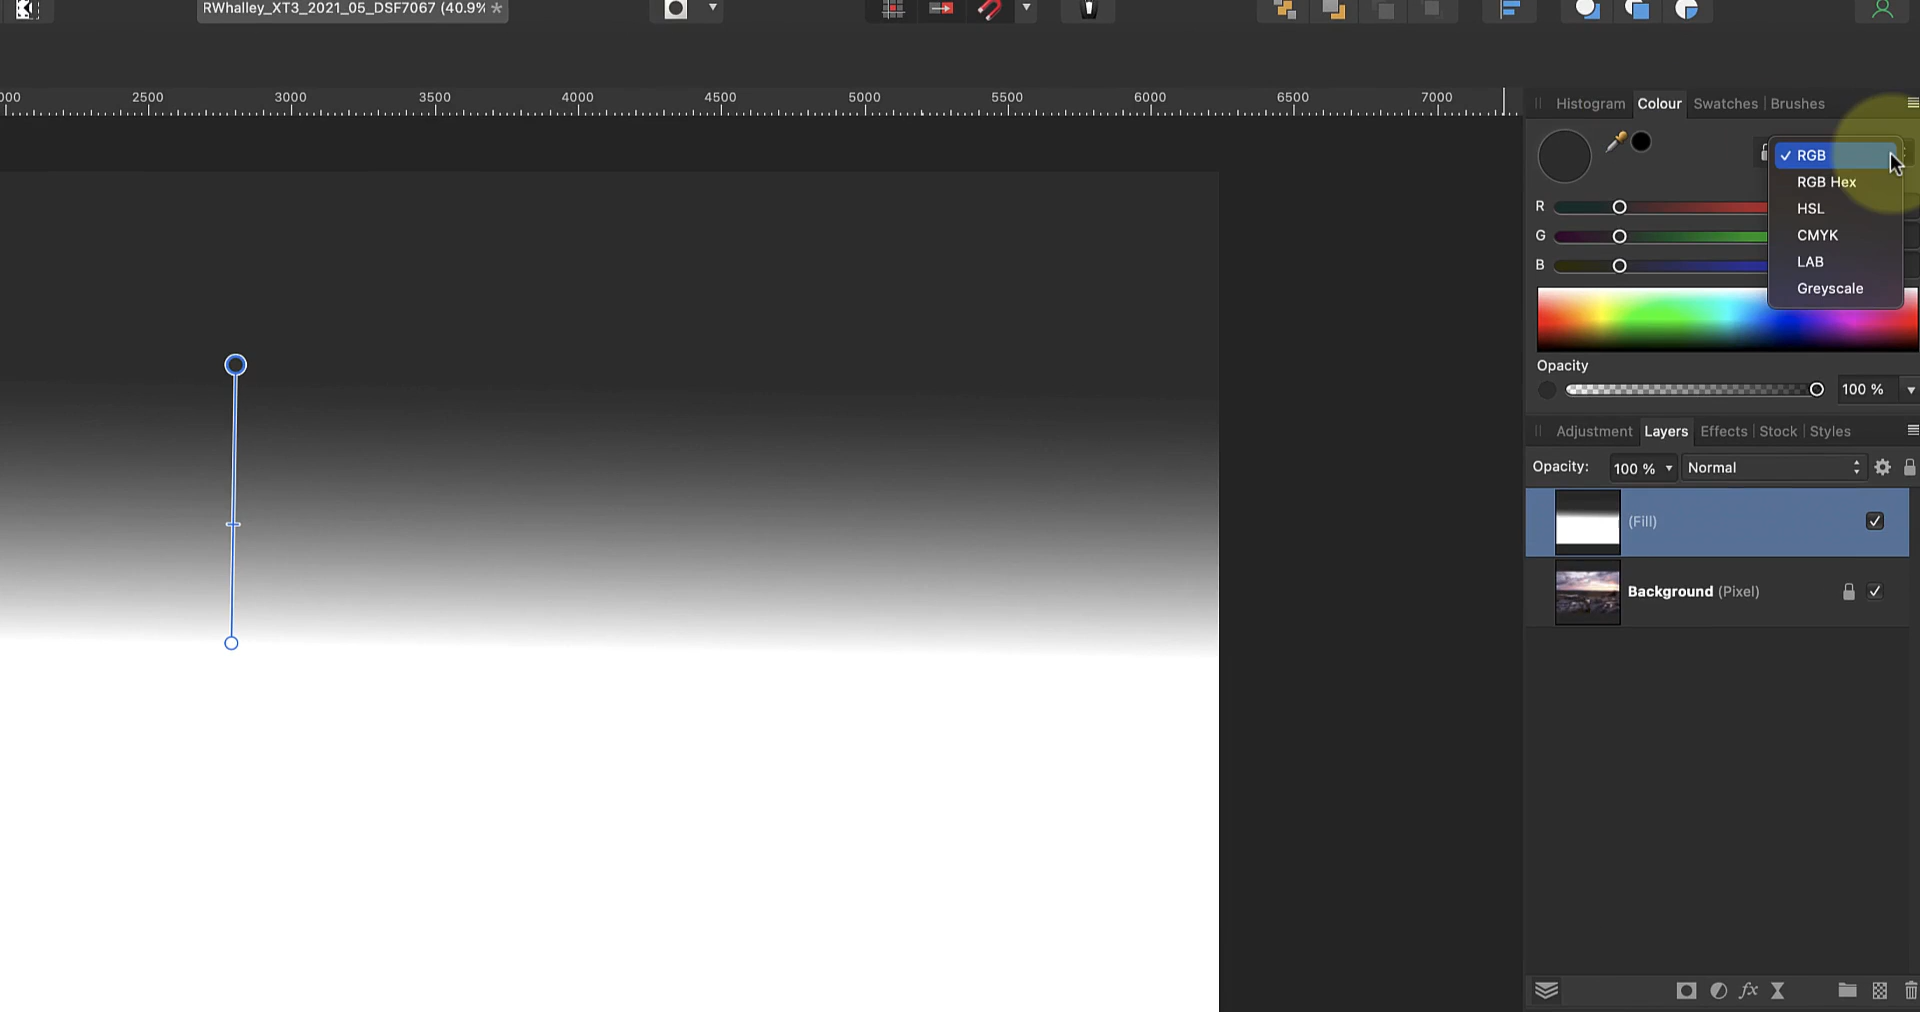 RWhalley_XT3_2021_05_DSF7067 (40.9%
000 2500 3000 3500 4000 4500 5000 5500 6000 6500 7000
Histogram Colour Swatches Brushes
RGB
RGB Hex
HSL
CMYK
LAB
Greyscale
R
G
B
Opacity
100 %
Adjustment Layers Effects Stock Styles
Opacity: 100 % Normal
(Fill)
Background (Pixel)
fx